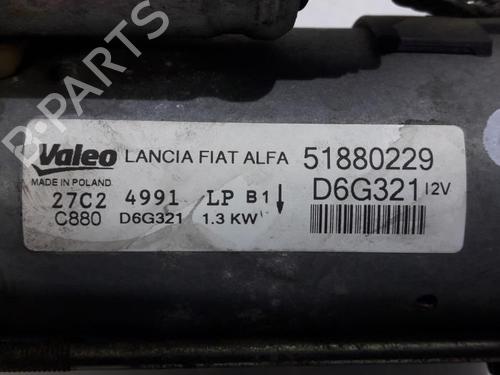 B-PARTS
Valeo LANCIA FIAT ALFA 51880229
MADE IN POLAND D6G321 12V
27C2 4991 LP B1
C880 D6G321 1.3 KW